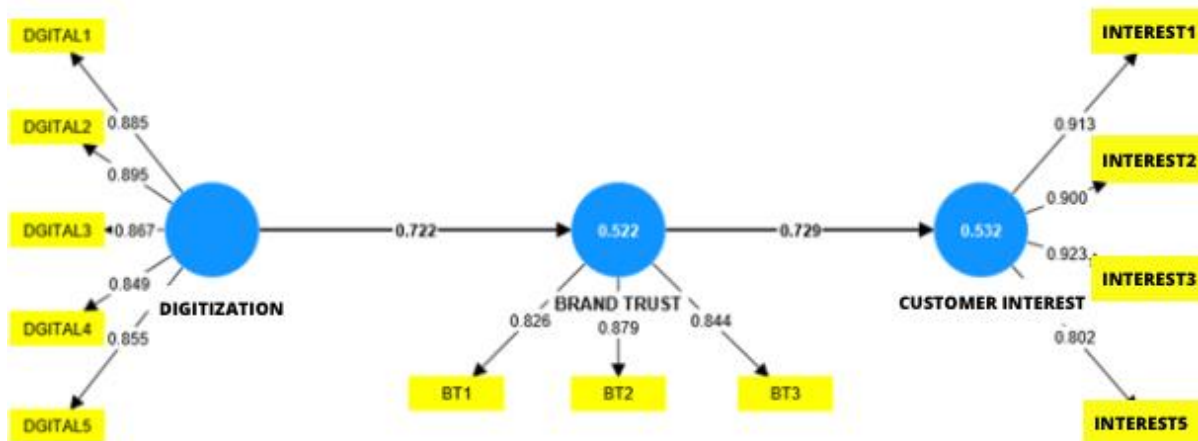 DGITAL1
DGITAL2
DGITAL3
DGITAL4
DGITAL5
0.885
0.895
0.867
0.849
0.855
DIGITIZATION
0.722
0.522
BRAND TRUST
0.826
0.879
0.844
BT1
BT2
BT3
0.729
0.532
CUSTOMER INTEREST
0.913
0.900
0.923
0.802
INTEREST1
INTEREST2
INTEREST3
INTEREST5